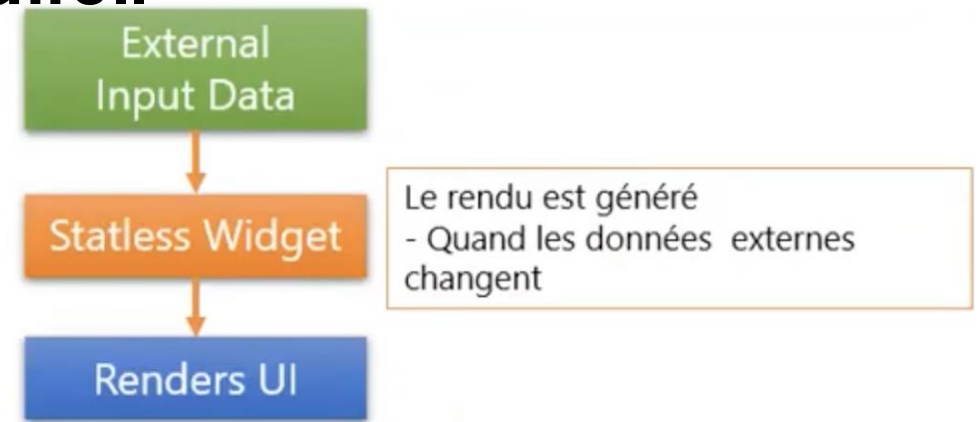 External
Input Data
Statless Widget
Le rendu est généré
- Quand les données externes
changent
Renders UI